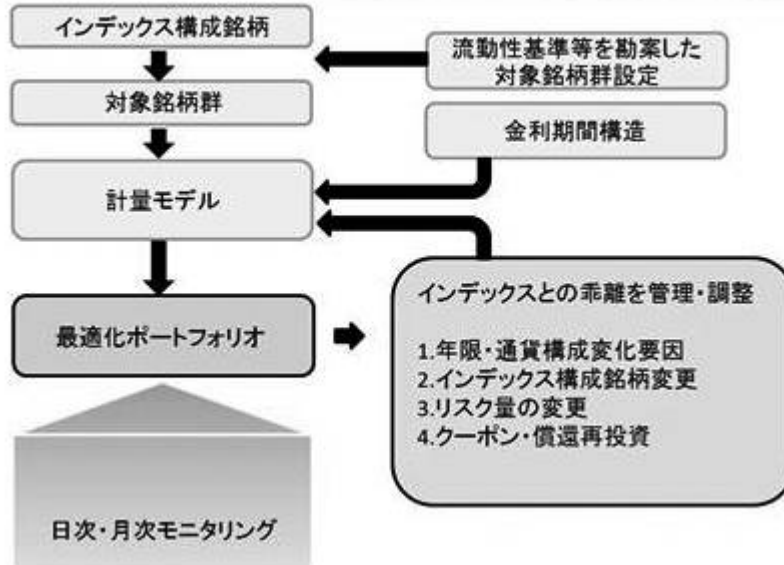 インデックス構成銘柄
流動性基準等を勘案した
対象銘柄群設定
対象銘柄群
金利期間構造
計量モデル
最適化ポートフォリオ
インデックスとの乖離を管理・調整
1.年限・通貨構成変化要因
2.インデックス構成銘柄変更
3.リスク量の変更
4.クーポン・償還再投資
日次・月次モニタリング